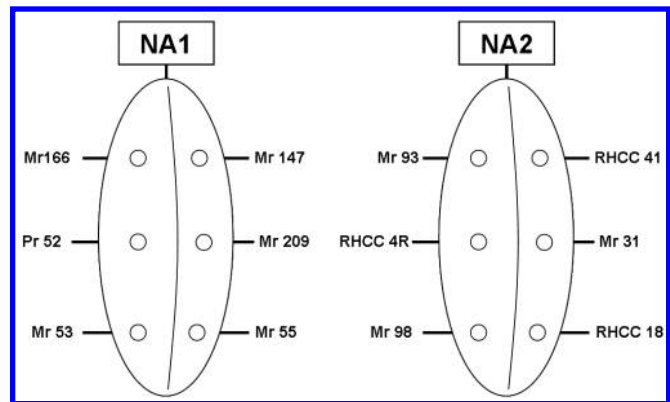 NA1 NA2
Mr166 Mr 147 Mr 93 RHCC 41
Pr 52 Mr 209 RHCC 4R Mr 31
Mr 53 Mr 55 Mr 98 RHCC 18